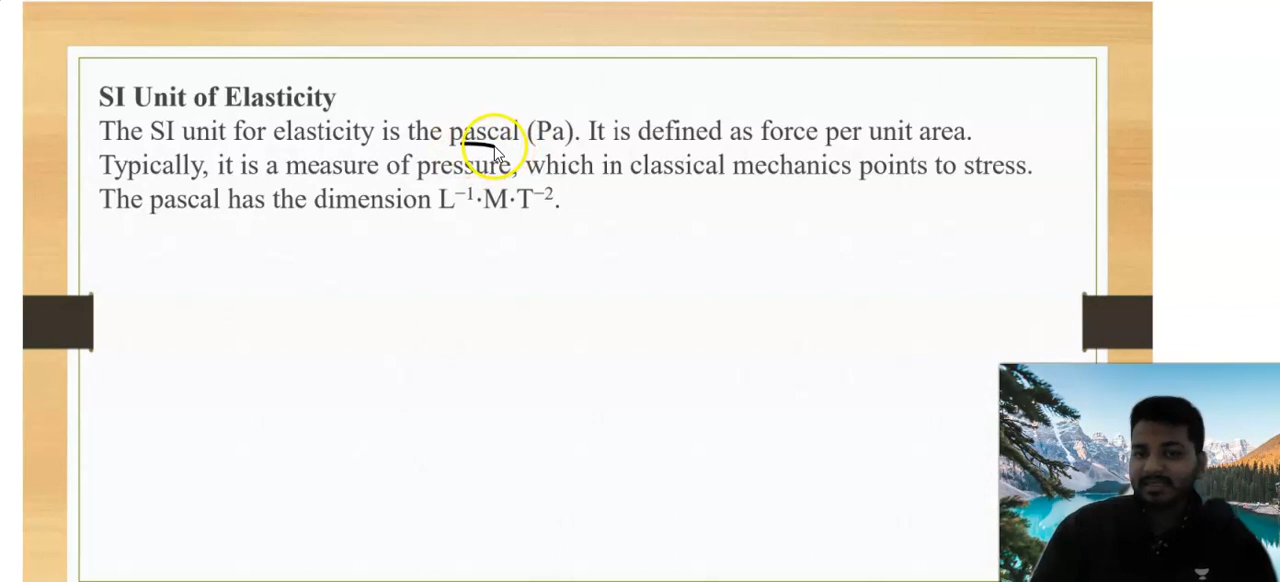 SI Unit of Elasticity
The SI unit for elasticity is the pascal (Pa). It is defined as force per unit area.
Typically, it is a measure of pressure, which in classical mechanics points to stress.
The pascal has the dimension L⁻¹·M·T⁻².